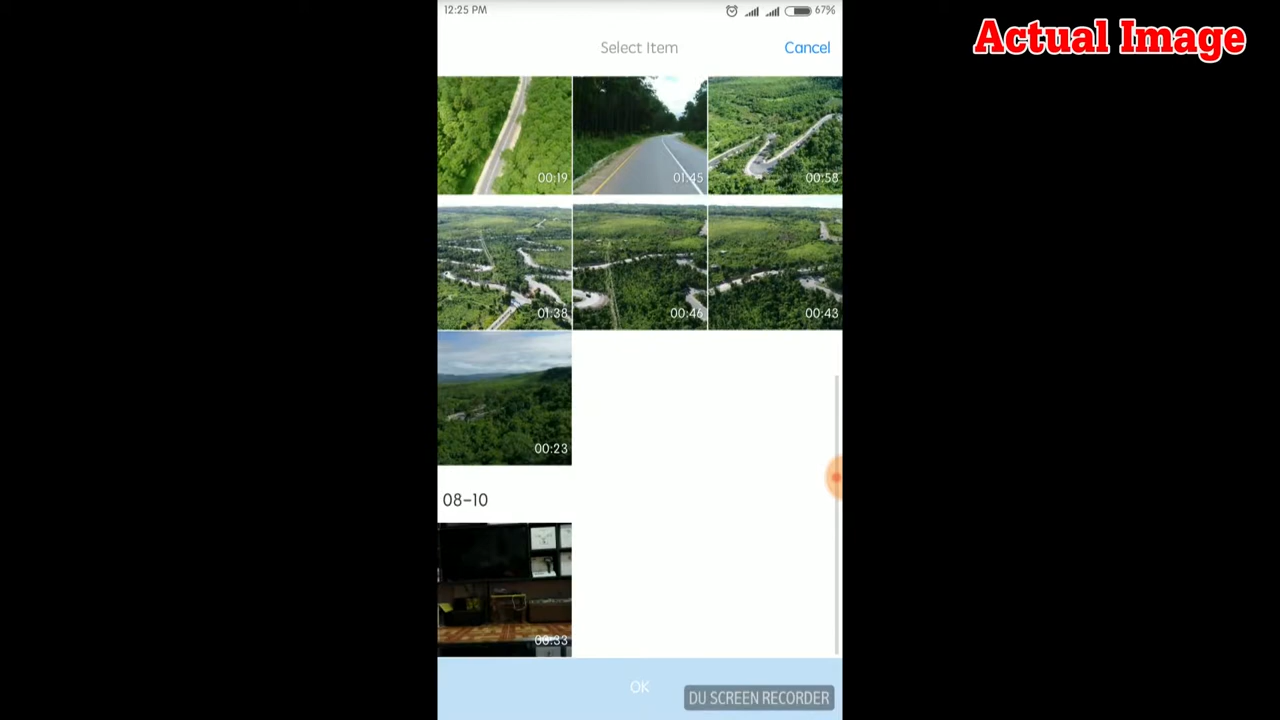 12:25 PM
67%
Actual Image
Select Item
Cancel
00:19
01:45
00:58
01:38
00:46
00:43
00:23
08-10
00:33
OK
DU SCREEN RECORDER